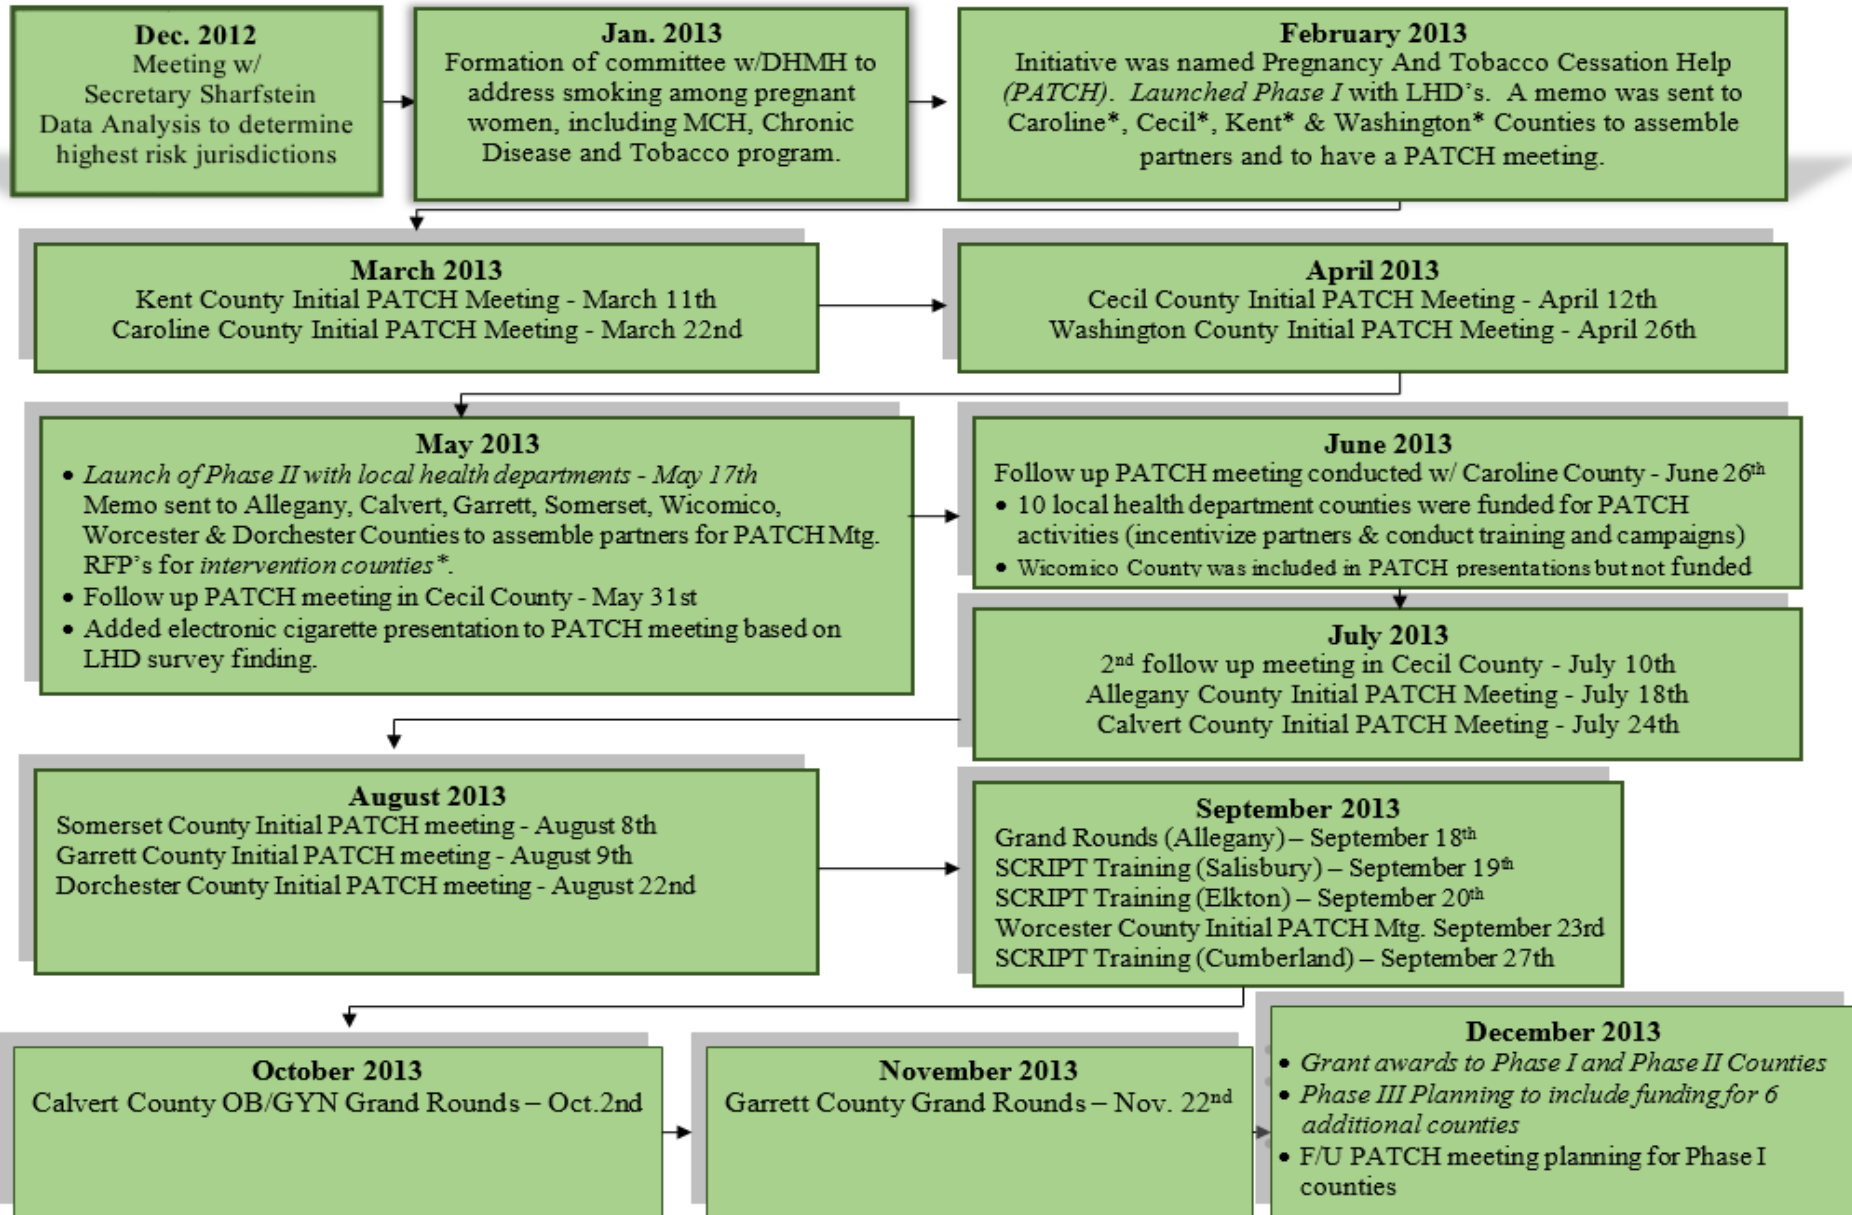 Dec. 2012
Meeting w/
Secretary Sharfstein
Data Analysis to determine
highest risk jurisdictions
Jan. 2013
Formation of committee w/DHMH to
address smoking among pregnant
women, including MCH, Chronic
Disease and Tobacco program.
February 2013
Initiative was named Pregnancy And Tobacco Cessation Help
(PATCH). Launched Phase I with LHD's. A memo was sent to
Caroline*, Cecil*, Kent* & Washington* Counties to assemble
partners and to have a PATCH meeting.
March 2013
Kent County Initial PATCH Meeting - March 11th
Caroline County Initial PATCH Meeting - March 22nd
April 2013
Cecil County Initial PATCH Meeting - April 12th
Washington County Initial PATCH Meeting - April 26th
May 2013
• Launch of Phase II with local health departments - May 17th
Memo sent to Allegany, Calvert, Garrett, Somerset, Wicomico,
Worcester & Dorchester Counties to assemble partners for PATCH Mtg.
RFP's for intervention counties*.
• Follow up PATCH meeting in Cecil County - May 31st
• Added electronic cigarette presentation to PATCH meeting based on
LHD survey finding.
June 2013
Follow up PATCH meeting conducted w/ Caroline County - June 26th
• 10 local health department counties were funded for PATCH
activities (incentivize partners & conduct training and campaigns)
• Wicomico County was included in PATCH presentations but not funded
July 2013
2nd follow up meeting in Cecil County - July 10th
Allegany County Initial PATCH Meeting - July 18th
Calvert County Initial PATCH Meeting - July 24th
August 2013
Somerset County Initial PATCH meeting - August 8th
Garrett County Initial PATCH meeting - August 9th
Dorchester County Initial PATCH meeting - August 22nd
September 2013
Grand Rounds (Allegany) – September 18th
SCRIPT Training (Salisbury) – September 19th
SCRIPT Training (Elkton) – September 20th
Worcester County Initial PATCH Mtg. September 23rd
SCRIPT Training (Cumberland) – September 27th
October 2013
Calvert County OB/GYN Grand Rounds – Oct.2nd
November 2013
Garrett County Grand Rounds – Nov. 22nd
December 2013
• Grant awards to Phase I and Phase II Counties
• Phase III Planning to include funding for 6
additional counties
• F/U PATCH meeting planning for Phase I
counties